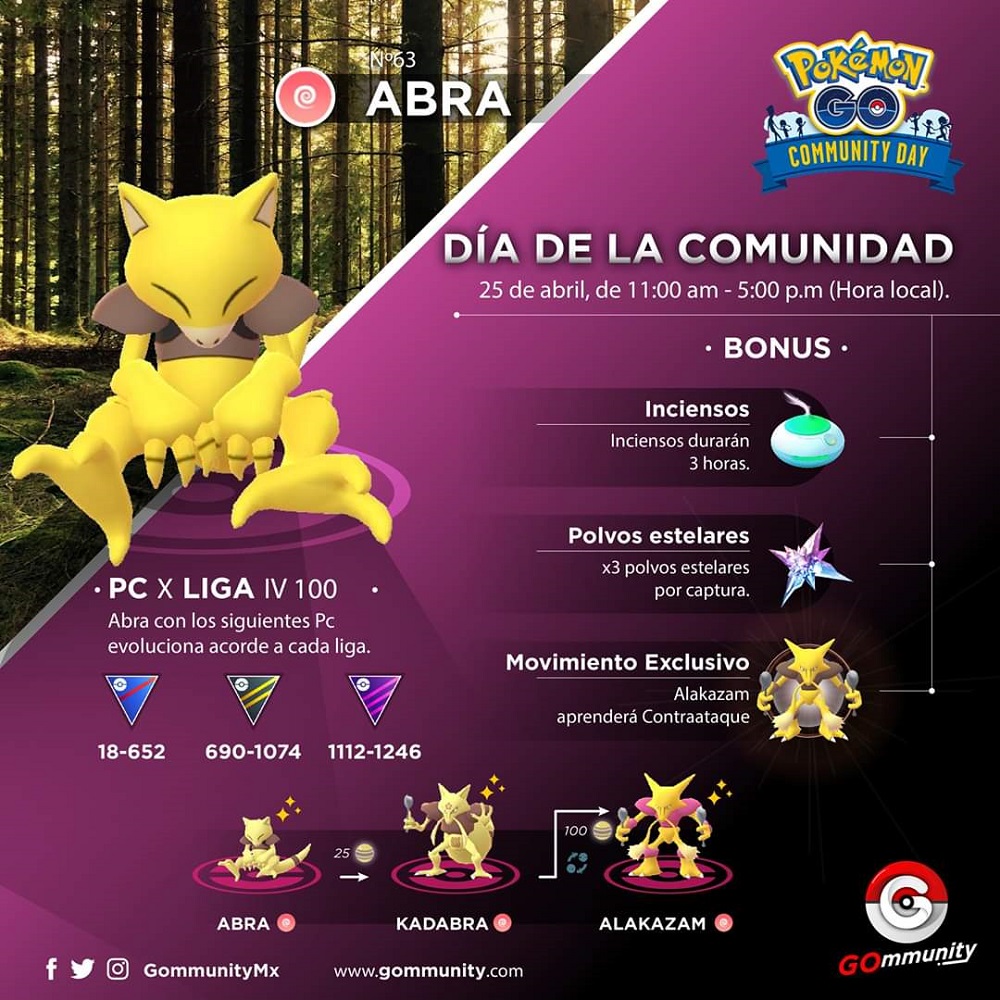 Nº63
ABRA
POKÉMON
GO
COMMUNITY DAY
DÍA DE LA COMUNIDAD
25 de abril, de 11:00 am - 5:00 p.m (Hora local).
· BONUS ·
Inciensos
Inciensos durarán
3 horas.
Polvos estelares
x3 polvos estelares
por captura.
Movimiento Exclusivo
Alakazam
aprenderá Contraataque
· PC X LIGA IV 100 ·
Abra con los siguientes Pc
evoluciona acorde a cada liga.
18-652 690-1074 1112-1246
25
100
ABRA KADABRA ALAKAZAM
GommunityMx www.gommunity.com
GOmmunity